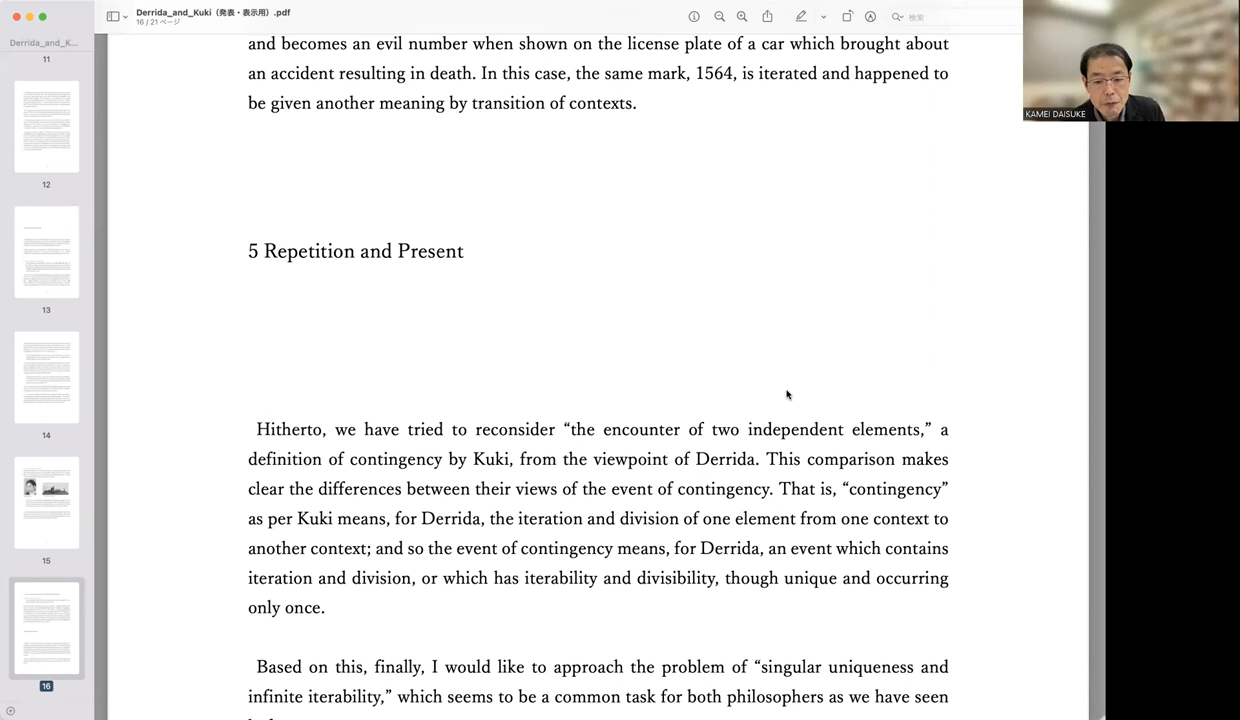 Derrida_and_Kuki（発表・表示用）.pdf
16 / 21 ページ
検索
Derrida_and_K...
11
12
13
14
15
16
KAMEI DAISUKE
and becomes an evil number when shown on the license plate of a car which brought about
an accident resulting in death. In this case, the same mark, 1564, is iterated and happened to
be given another meaning by transition of contexts.
5 Repetition and Present
Hitherto, we have tried to reconsider “the encounter of two independent elements,” a
definition of contingency by Kuki, from the viewpoint of Derrida. This comparison makes
clear the differences between their views of the event of contingency. That is, “contingency”
as per Kuki means, for Derrida, the iteration and division of one element from one context to
another context; and so the event of contingency means, for Derrida, an event which contains
iteration and division, or which has iterability and divisibility, though unique and occurring
only once.
Based on this, finally, I would like to approach the problem of “singular uniqueness and
infinite iterability,” which seems to be a common task for both philosophers as we have seen